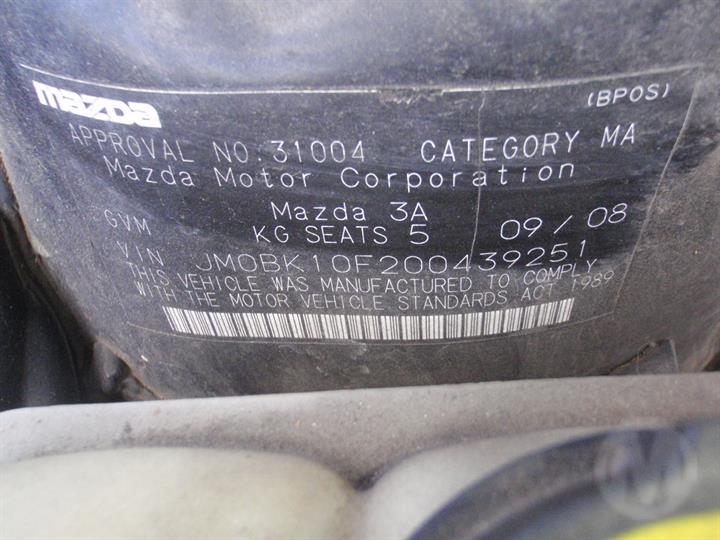 mazda (BP0S)
APPROVAL NO. 31004 CATEGORY MA
Mazda Motor Corporation
Mazda 3A
GVM KG SEATS 5 09/08
VIN JM0BK10F200439251
THIS VEHICLE WAS MANUFACTURED TO COMPLY
WITH THE MOTOR VEHICLE STANDARDS ACT 1989
M